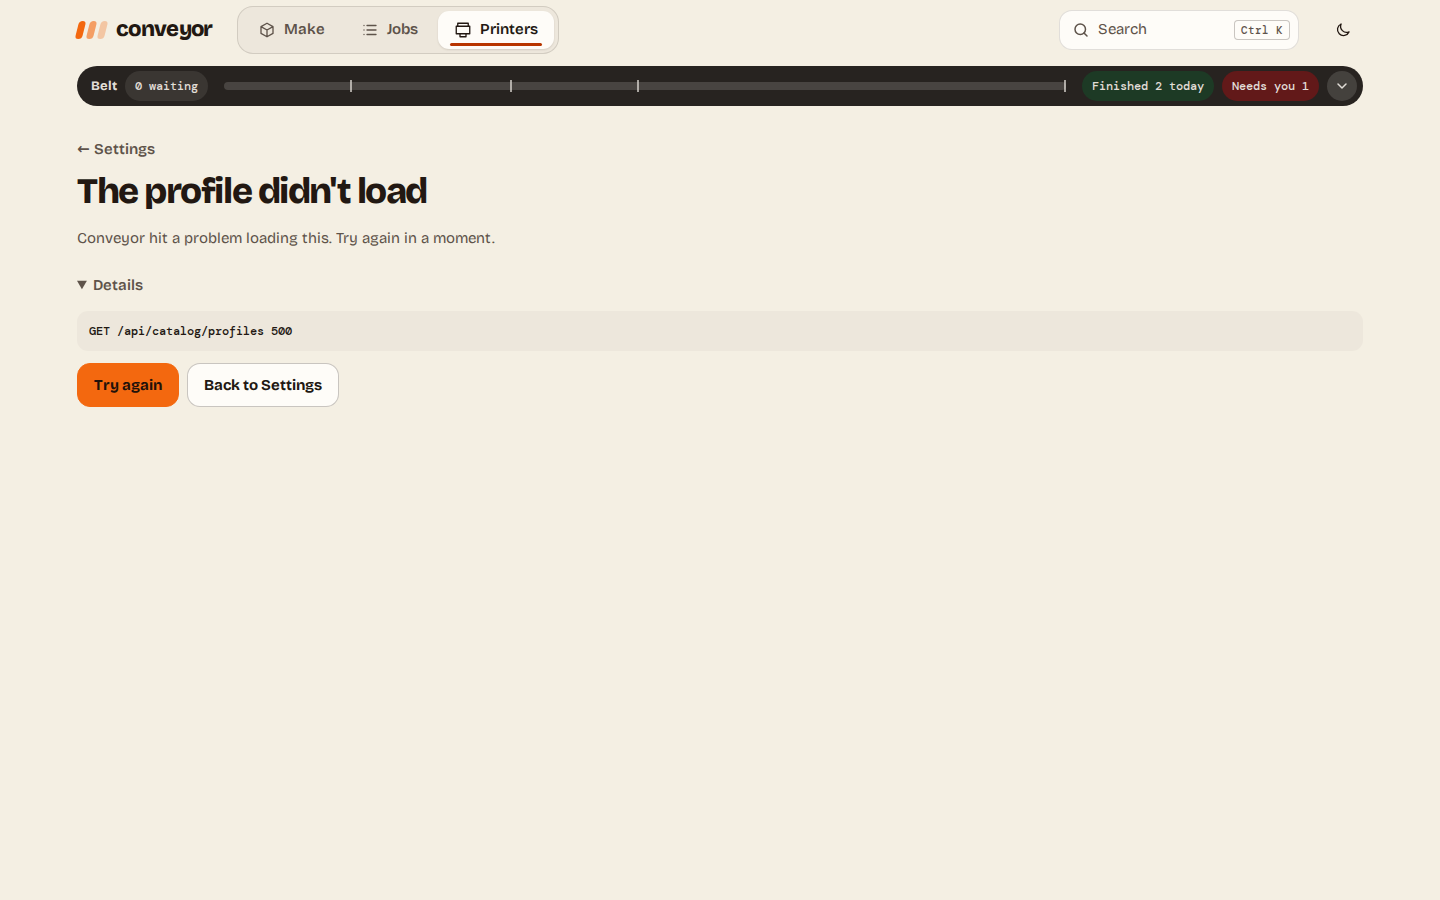 conveyor
Make
Jobs
Printers
Search
Ctrl K
Belt
0 waiting
Finished 2 today
Needs you 1
← Settings
The profile didn't load
Conveyor hit a problem loading this. Try again in a moment.
▼ Details
GET /api/catalog/profiles 500
Try again
Back to Settings